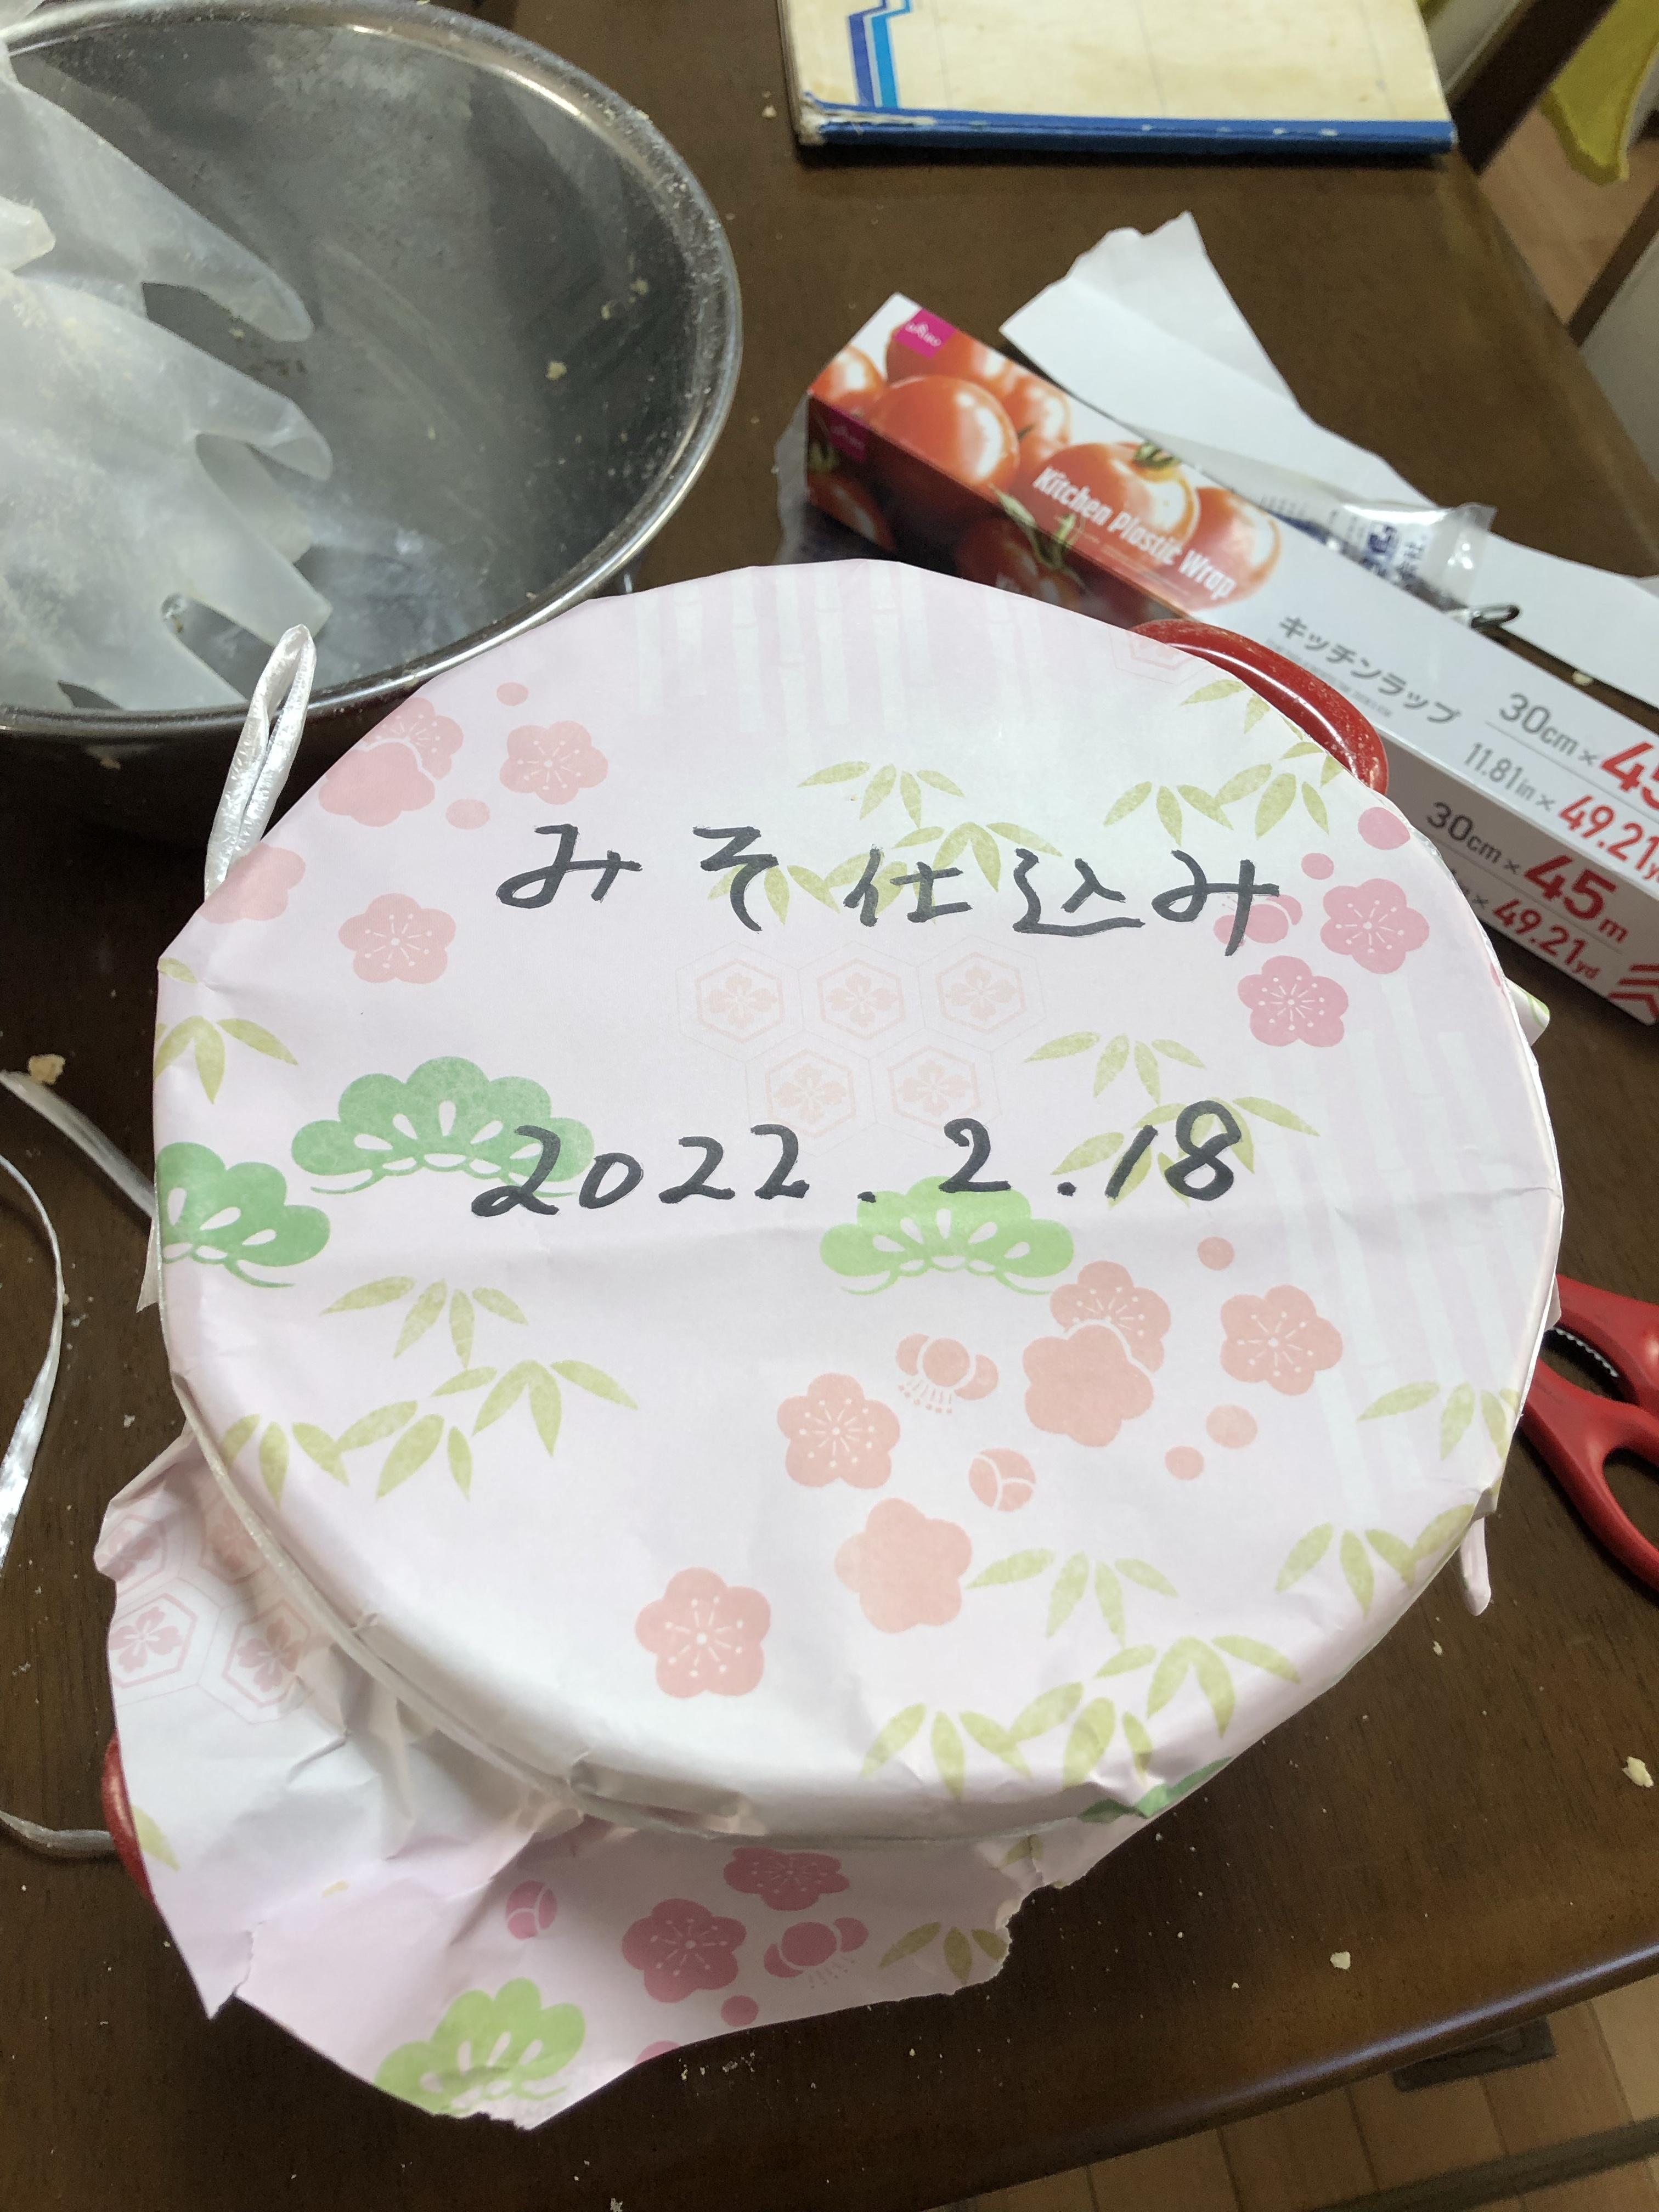 みそ仕込み
2022.2.18
DAISO
Kitchen Plastic Wrap
キッチンラップ
30cm×45
11.81in×49.21yd
30cm×45m
×49.21yd